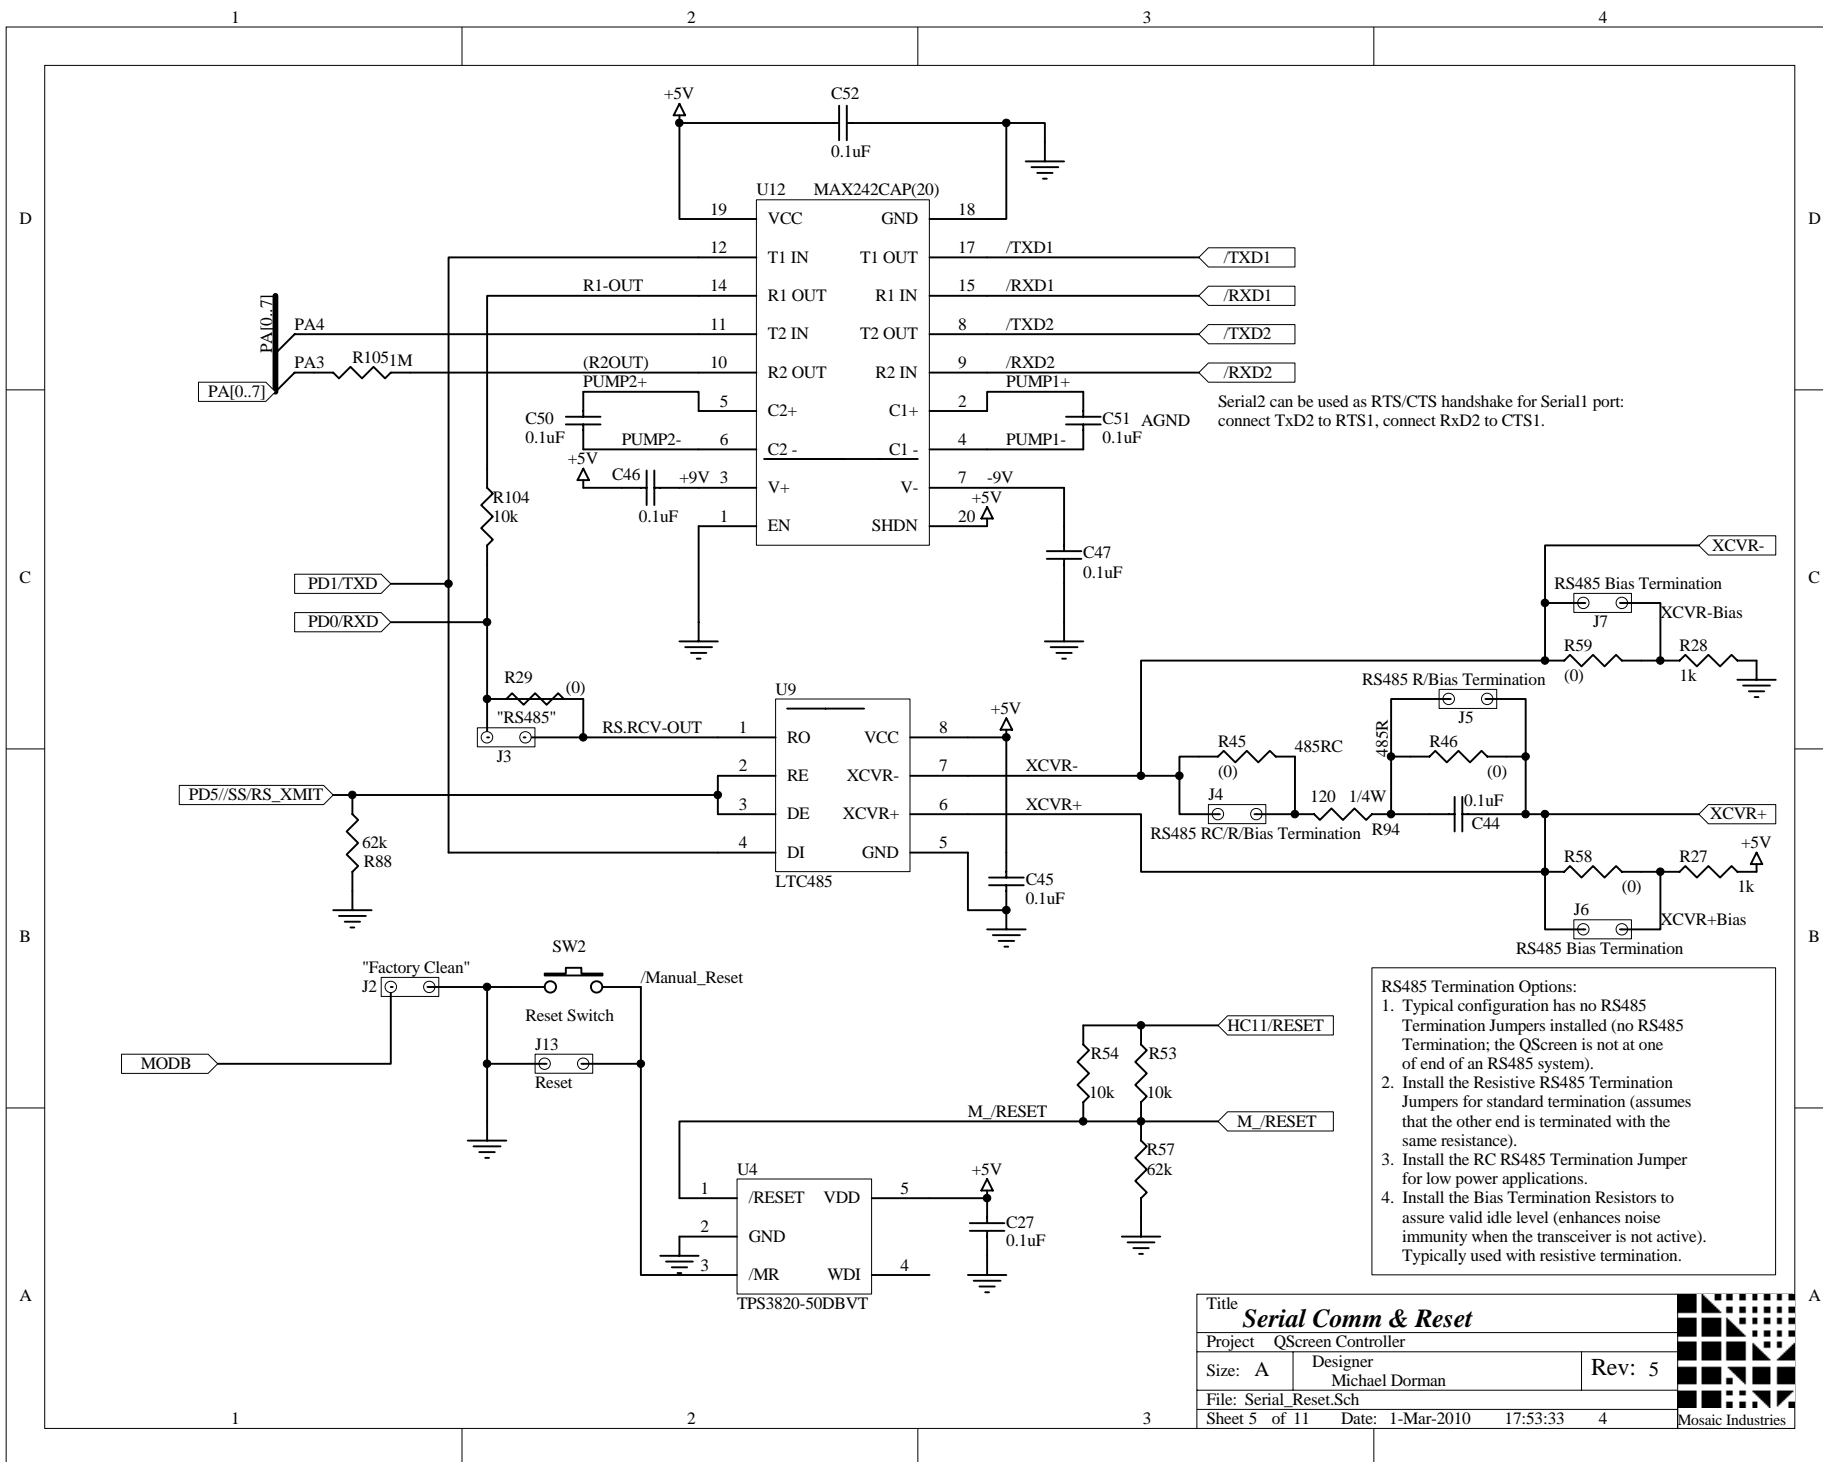 1 2 3 4
+5V
C52
0.1uF
U12 MAX242CAP(20)
D D
19 VCC GND 18
12 T1 IN T1 OUT 17 /TXD1 /TXD1
R1-OUT 14 R1 OUT R1 IN 15 /RXD1 /RXD1
PA[0..7]
PA4 11 T2 IN T2 OUT 8 /TXD2 /TXD2
PA3 R105 1M (R2OUT) 10 R2 OUT R2 IN 9 /RXD2 /RXD2
PA[0..7]
PUMP2+ PUMP1+
5 C2+ C1+ 2
C50
0.1uF
C51
0.1uF
AGND
PUMP2- 6 C2 - C1 - 4 PUMP1-
Serial2 can be used as RTS/CTS handshake for Serial1 port:
connect TxD2 to RTS1, connect RxD2 to CTS1.
+5V
C46 +9V 3 V+ V- 7 -9V
0.1uF
+5V
1 EN SHDN 20
R104
10k
C47
0.1uF
C C
PD1/TXD
PD0/RXD
XCVR-
RS485 Bias Termination
J7
XCVR-Bias
R59
(0)
R28
1k
R29
(0)
"RS485"
J3
RS.RCV-OUT
U9
1 RO VCC 8
2 RE XCVR- 7 XCVR-
3 DE XCVR+ 6 XCVR+
4 DI GND 5
LTC485
+5V
C45
0.1uF
PD5//SS/RS_XMIT
62k
R88
RS485 R/Bias Termination
J5
485R
R46
(0)
R45
(0)
485RC
J4
RS485 RC/R/Bias Termination
120 1/4W
R94
0.1uF
C44
XCVR+
+5V
R58
(0)
R27
1k
J6
XCVR+Bias
RS485 Bias Termination
B B
"Factory Clean"
J2
SW2
/Manual_Reset
Reset Switch
J13
Reset
MODB
HC11/RESET
R54
10k
R53
10k
M_/RESET
M_/RESET
R57
62k
U4
1 /RESET VDD 5
2 GND
3 /MR WDI 4
TPS3820-50DBVT
+5V
C27
0.1uF
RS485 Termination Options:
1. Typical configuration has no RS485
Termination Jumpers installed (no RS485
Termination; the QScreen is not at one
of end of an RS485 system).
2. Install the Resistive RS485 Termination
Jumpers for standard termination (assumes
that the other end is terminated with the
same resistance).
3. Install the RC RS485 Termination Jumper
for low power applications.
4. Install the Bias Termination Resistors to
assure valid idle level (enhances noise
immunity when the transceiver is not active).
Typically used with resistive termination.
A A
Title
Serial Comm & Reset
Project QScreen Controller
Size: A Designer
Michael Dorman
Rev: 5
File: Serial_Reset.Sch
Sheet 5 of 11 Date: 1-Mar-2010 17:53:33
Mosaic Industries
1 2 3 4